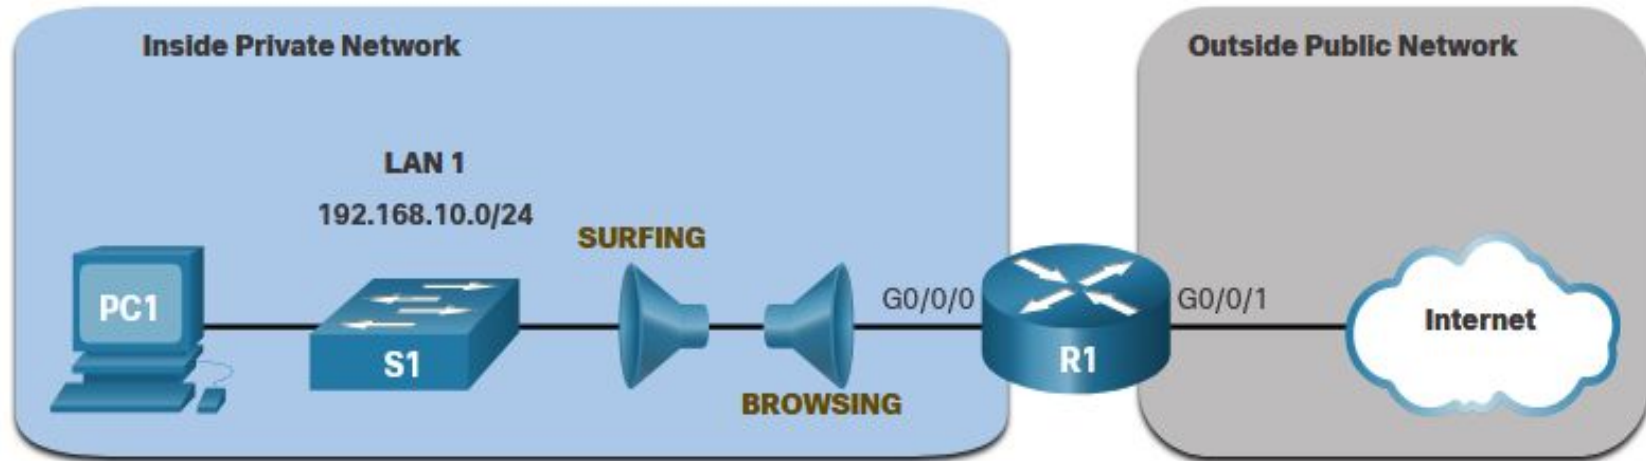 Inside Private Network
Outside Public Network
LAN 1
192.168.10.0/24
SURFING
PC1
S1
BROWSING
G0/0/0
R1
G0/0/1
Internet